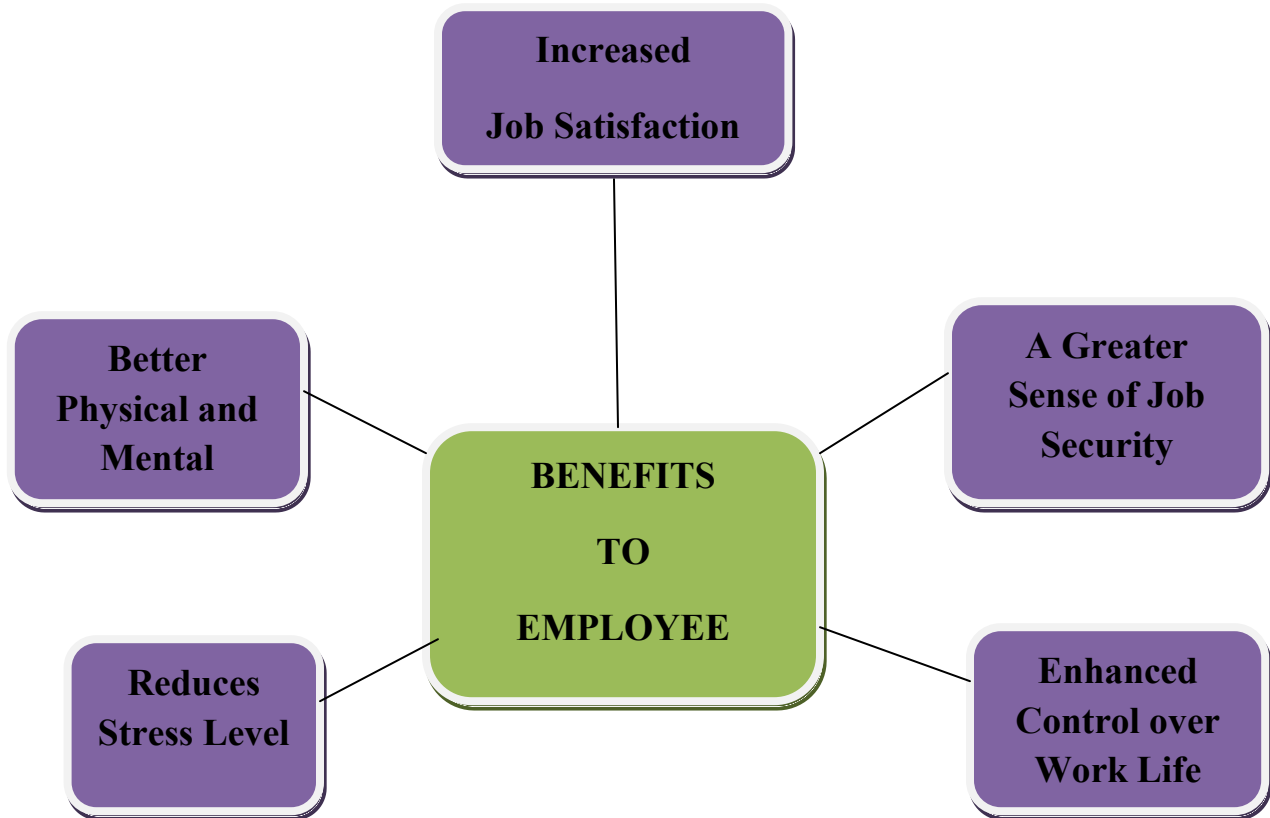 Increased
Job Satisfaction
Better
Physical and
Mental
A Greater
Sense of Job
Security
BENEFITS
TO
EMPLOYEE
Reduces
Stress Level
Enhanced
Control over
Work Life